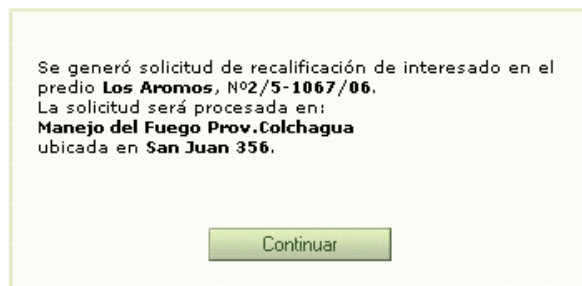 Se generó solicitud de recalificación de interesado en el
predio Los Aromos, Nº2/5-1067/06.
La solicitud será procesada en:
Manejo del Fuego Prov.Colchagua
ubicada en San Juan 356.
Continuar